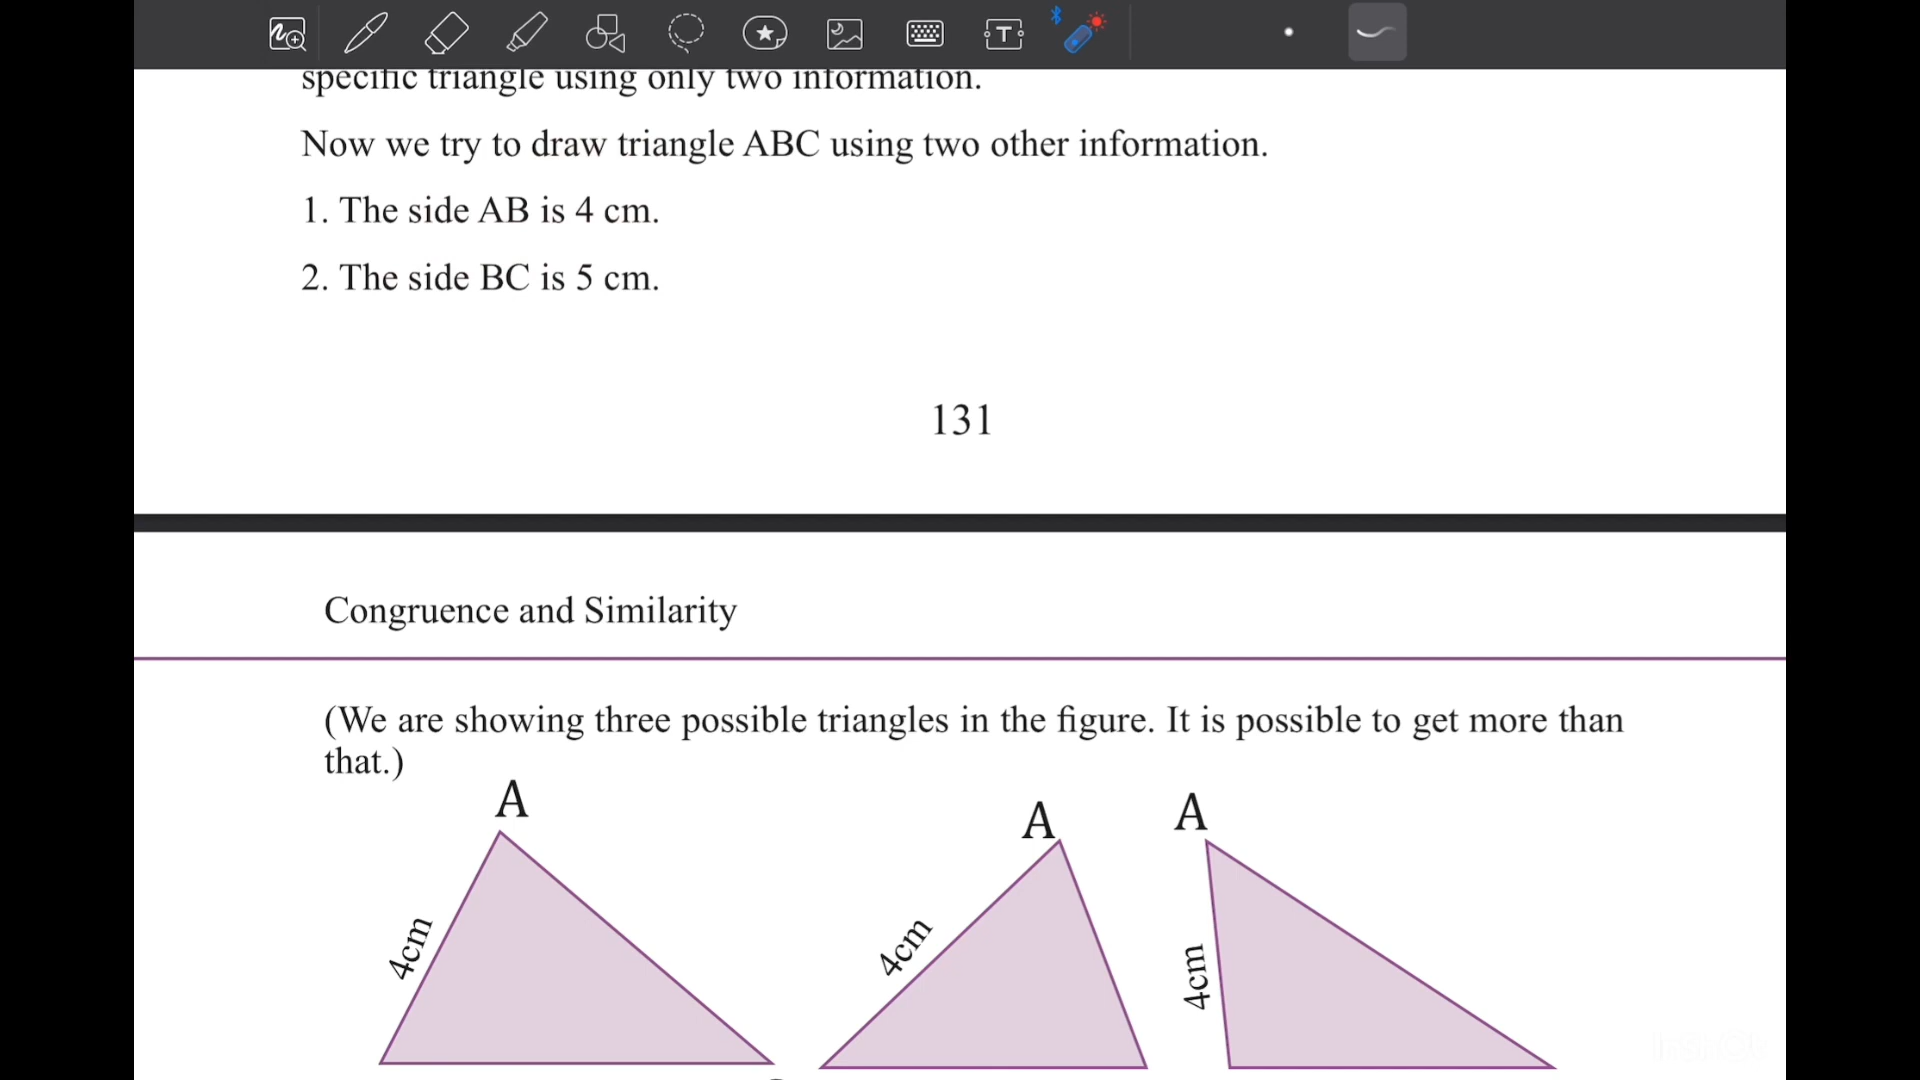 specific triangle using only two information.
Now we try to draw triangle ABC using two other information.
1. The side AB is 4 cm.
2. The side BC is 5 cm.
131
Congruence and Similarity
(We are showing three possible triangles in the figure. It is possible to get more than
that.)
A
A
A
4cm
4cm
4cm